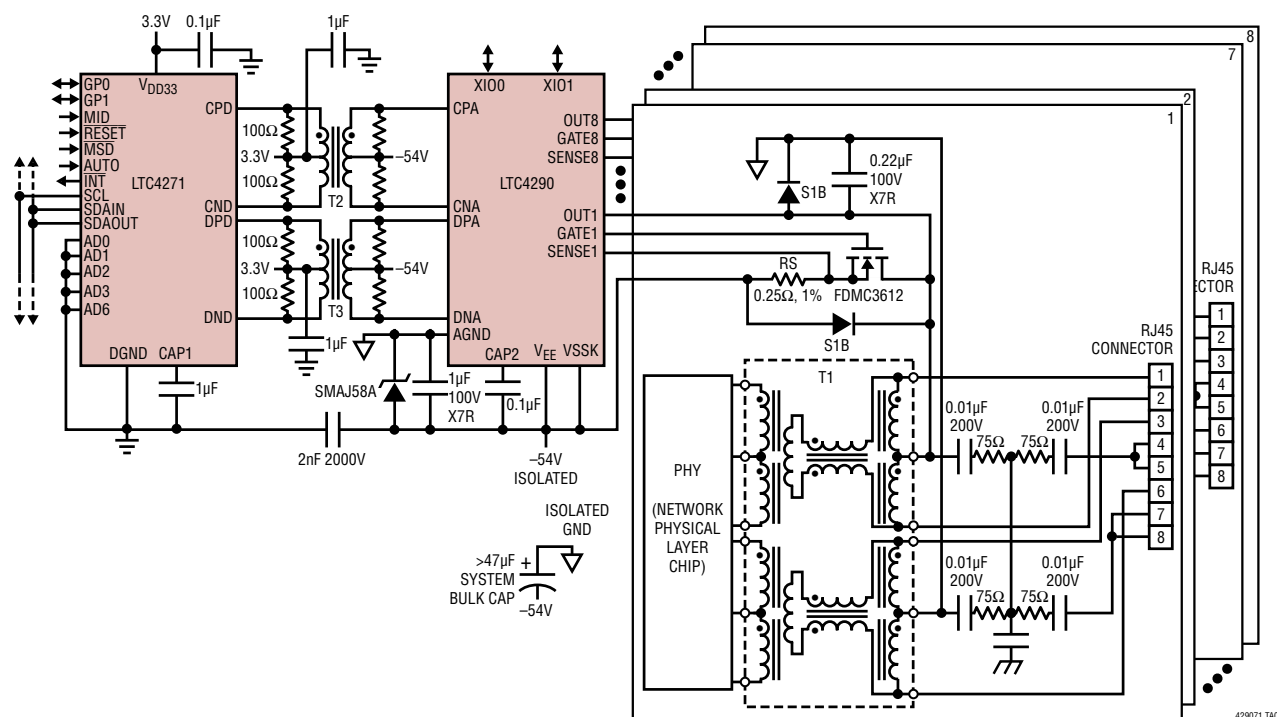 3.3V
0.1µF
1µF
GP0
GP1
MID
RESET
MSD
AUTO
INT
SCL
SDAIN
SDAOUT
AD0
AD1
AD2
AD3
AD6
VDD33
LTC4271
CPD
CND
DPD
DND
DGND
CAP1
1µF
100Ω
3.3V
100Ω
T2
–54V
100Ω
3.3V
100Ω
T3
–54V
1µF
XIO0
XIO1
CPA
LTC4290
CNA
DPA
DNA
AGND
CAP2
VEE
VSSK
OUT8
GATE8
SENSE8
OUT1
GATE1
SENSE1
SMAJ58A
1µF
100V
X7R
0.1µF
2nF 2000V
–54V
ISOLATED
ISOLATED
GND
>47µF
+
SYSTEM
BULK CAP
–54V
8
7
2
1
S1B
0.22µF
100V
X7R
RS
0.25Ω, 1%
FDMC3612
S1B
T1
PHY
(NETWORK
PHYSICAL
LAYER
CHIP)
0.01µF
200V
75Ω
75Ω
0.01µF
200V
0.01µF
200V
75Ω
75Ω
0.01µF
200V
RJ45
CONNECTOR
1
2
3
4
5
6
7
8
RJ45
1
2
3
4
5
6
7
8